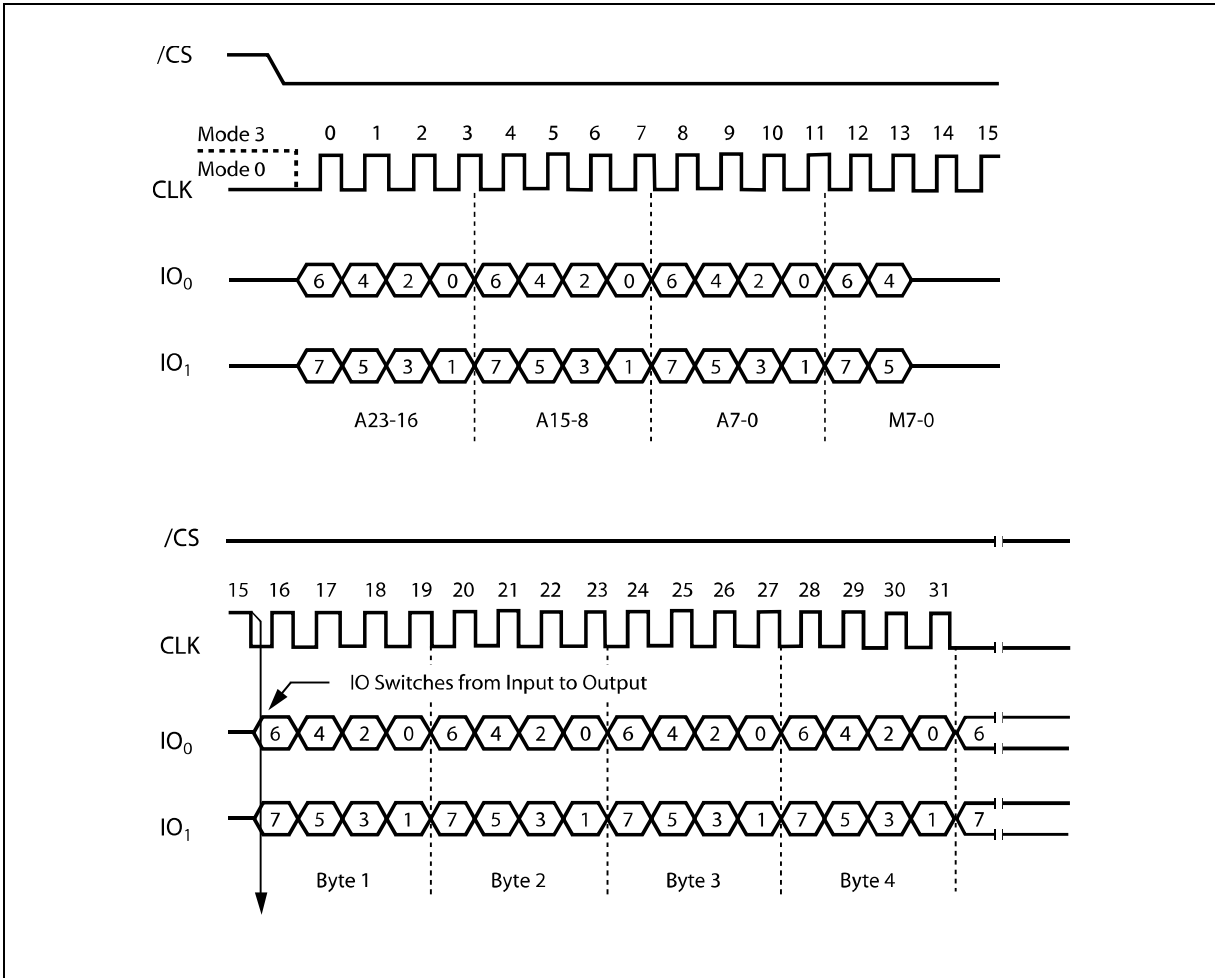 /CS
Mode 3
0 1 2 3 4 5 6 7 8 9 10 11 12 13 14 15
Mode 0
CLK
IO0
6 4 2 0 6 4 2 0 6 4 2 0 6 4
IO1
7 5 3 1 7 5 3 1 7 5 3 1 7 5
A23-16 A15-8 A7-0 M7-0
/CS
15 16 17 18 19 20 21 22 23 24 25 26 27 28 29 30 31
CLK
IO Switches from Input to Output
IO0
6 4 2 0 6 4 2 0 6 4 2 0 6 4 2 0 6
IO1
7 5 3 1 7 5 3 1 7 5 3 1 7 5 3 1 7
Byte 1 Byte 2 Byte 3 Byte 4